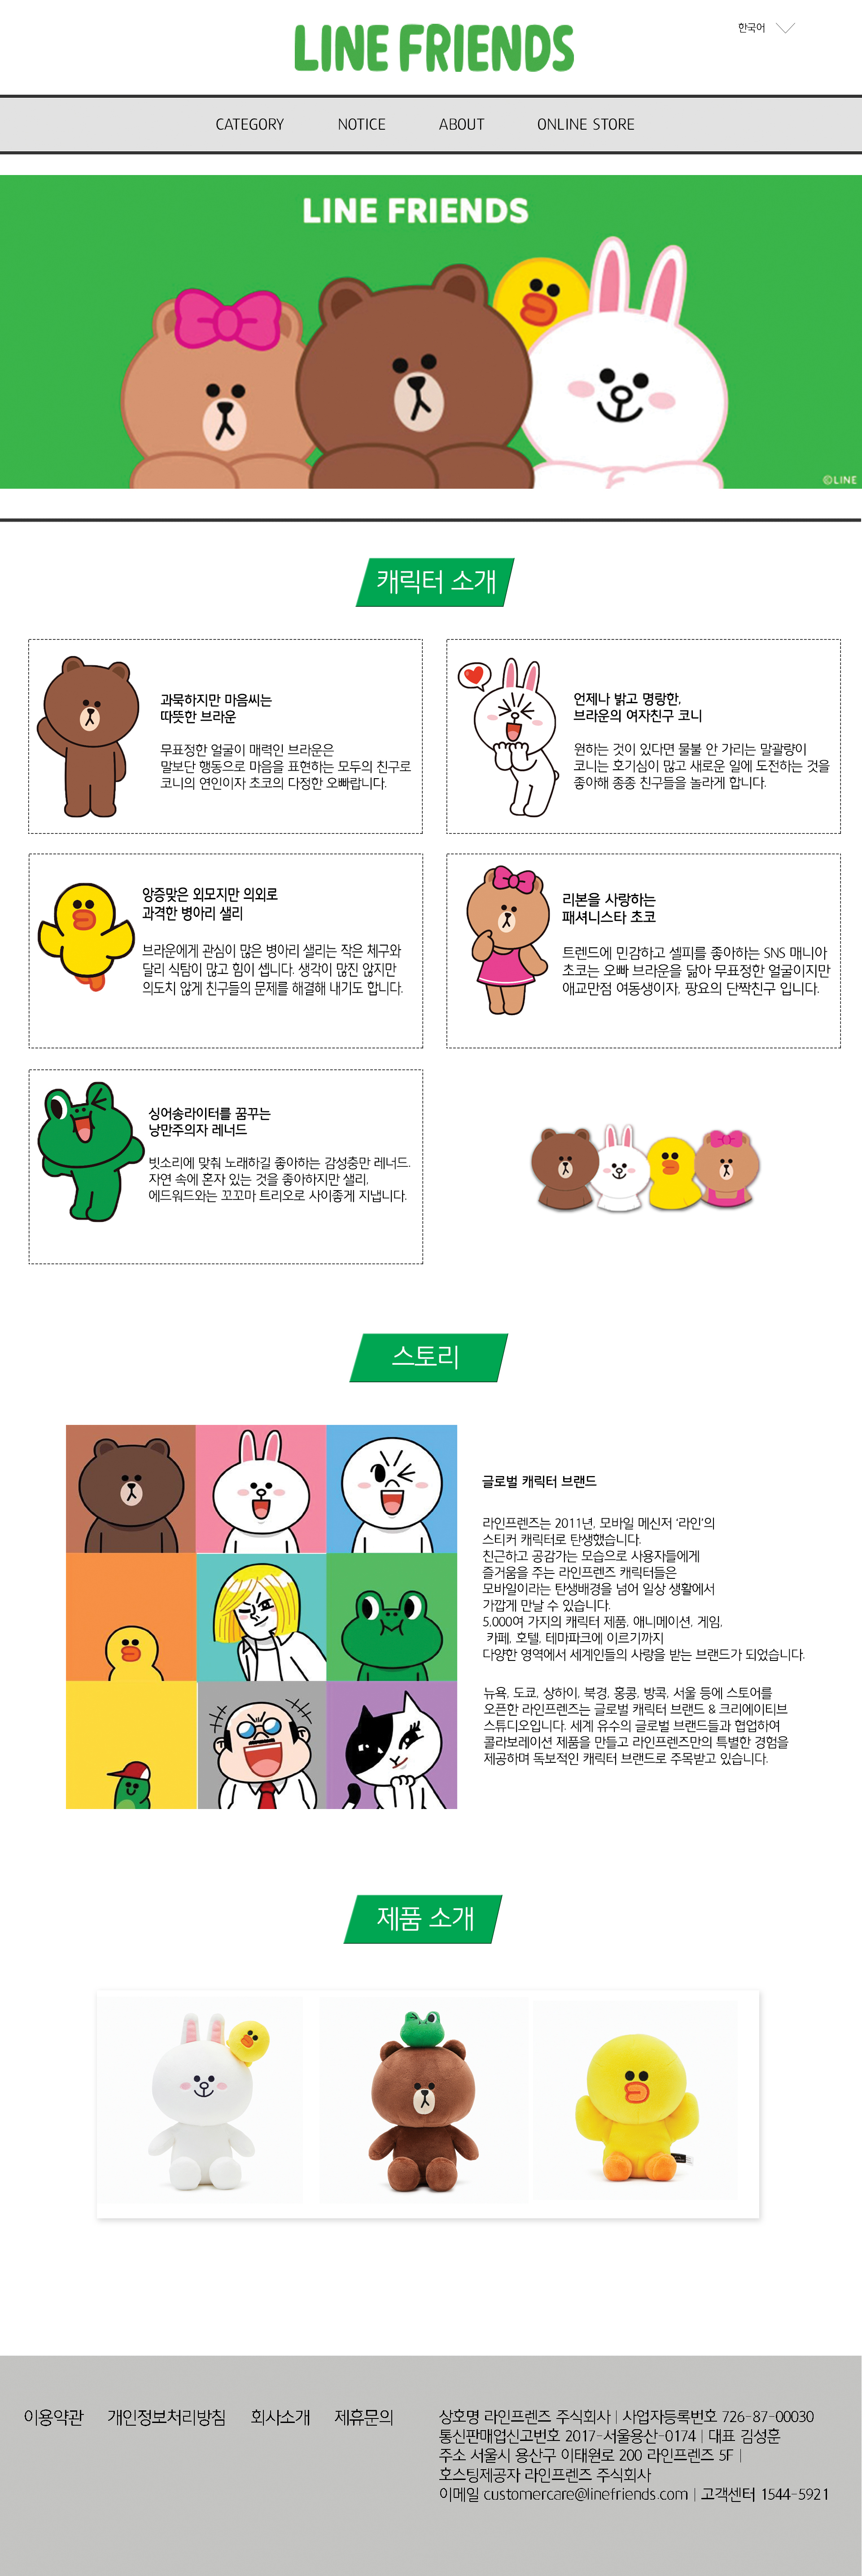 LINE FRIENDS
한국어
CATEGORY NOTICE ABOUT ONLINE STORE
LINE FRIENDS
©LINE
캐릭터 소개
과묵하지만 마음씨는
따뜻한 브라운
무표정한 얼굴이 매력인 브라운은
말보단 행동으로 마음을 표현하는 모두의 친구로
코니의 연인이자 초코의 다정한 오빠랍니다.
언제나 밝고 명랑한,
브라운의 여자친구 코니
원하는 것이 있다면 물불 안 가리는 말괄량이
코니는 호기심이 많고 새로운 일에 도전하는 것을
좋아해 종종 친구들을 놀라게 합니다.
앙증맞은 외모지만 의외로
과격한 병아리 샐리
브라운에게 관심이 많은 병아리 샐리는 작은 체구와
달리 식탐이 많고 힘이 셉니다. 생각이 많진 않지만
의도치 않게 친구들의 문제를 해결해 내기도 합니다.
리본을 사랑하는
패셔니스타 초코
트렌드에 민감하고 셀피를 좋아하는 SNS 매니아
초코는 오빠 브라운을 닮아 무표정한 얼굴이지만
애교만점 여동생이자, 팡요의 단짝친구 입니다.
싱어송라이터를 꿈꾸는
낭만주의자 레너드
빗소리에 맞춰 노래하길 좋아하는 감성충만 레너드.
자연 속에 혼자 있는 것을 좋아하지만 샐리,
에드워드와는 꼬꼬마 트리오로 사이좋게 지냅니다.
스토리
글로벌 캐릭터 브랜드
라인프렌즈는 2011년, 모바일 메신저 '라인'의
스티커 캐릭터로 탄생했습니다.
친근하고 공감가는 모습으로 사용자들에게
즐거움을 주는 라인프렌즈 캐릭터들은
모바일이라는 탄생배경을 넘어 일상 생활에서
가깝게 만날 수 있습니다.
5,000여 가지의 캐릭터 제품, 애니메이션, 게임,
카페, 호텔, 테마파크에 이르기까지
다양한 영역에서 세계인들의 사랑을 받는 브랜드가 되었습니다.
뉴욕, 도쿄, 상하이, 북경, 홍콩, 방콕, 서울 등에 스토어를
오픈한 라인프렌즈는 글로벌 캐릭터 브랜드 & 크리에이티브
스튜디오입니다. 세계 유수의 글로벌 브랜드들과 협업하여
콜라보레이션 제품을 만들고 라인프렌즈만의 특별한 경험을
제공하며 독보적인 캐릭터 브랜드로 주목받고 있습니다.
제품 소개
이용약관 개인정보처리방침 회사소개 제휴문의
상호명 라인프렌즈 주식회사 | 사업자등록번호 726-87-00030
통신판매업신고번호 2017-서울용산-0174 | 대표 김성훈
주소 서울시 용산구 이태원로 200 라인프렌즈 5F |
호스팅제공자 라인프렌즈 주식회사
이메일 customercare@linefriends.com | 고객센터 1544-5921